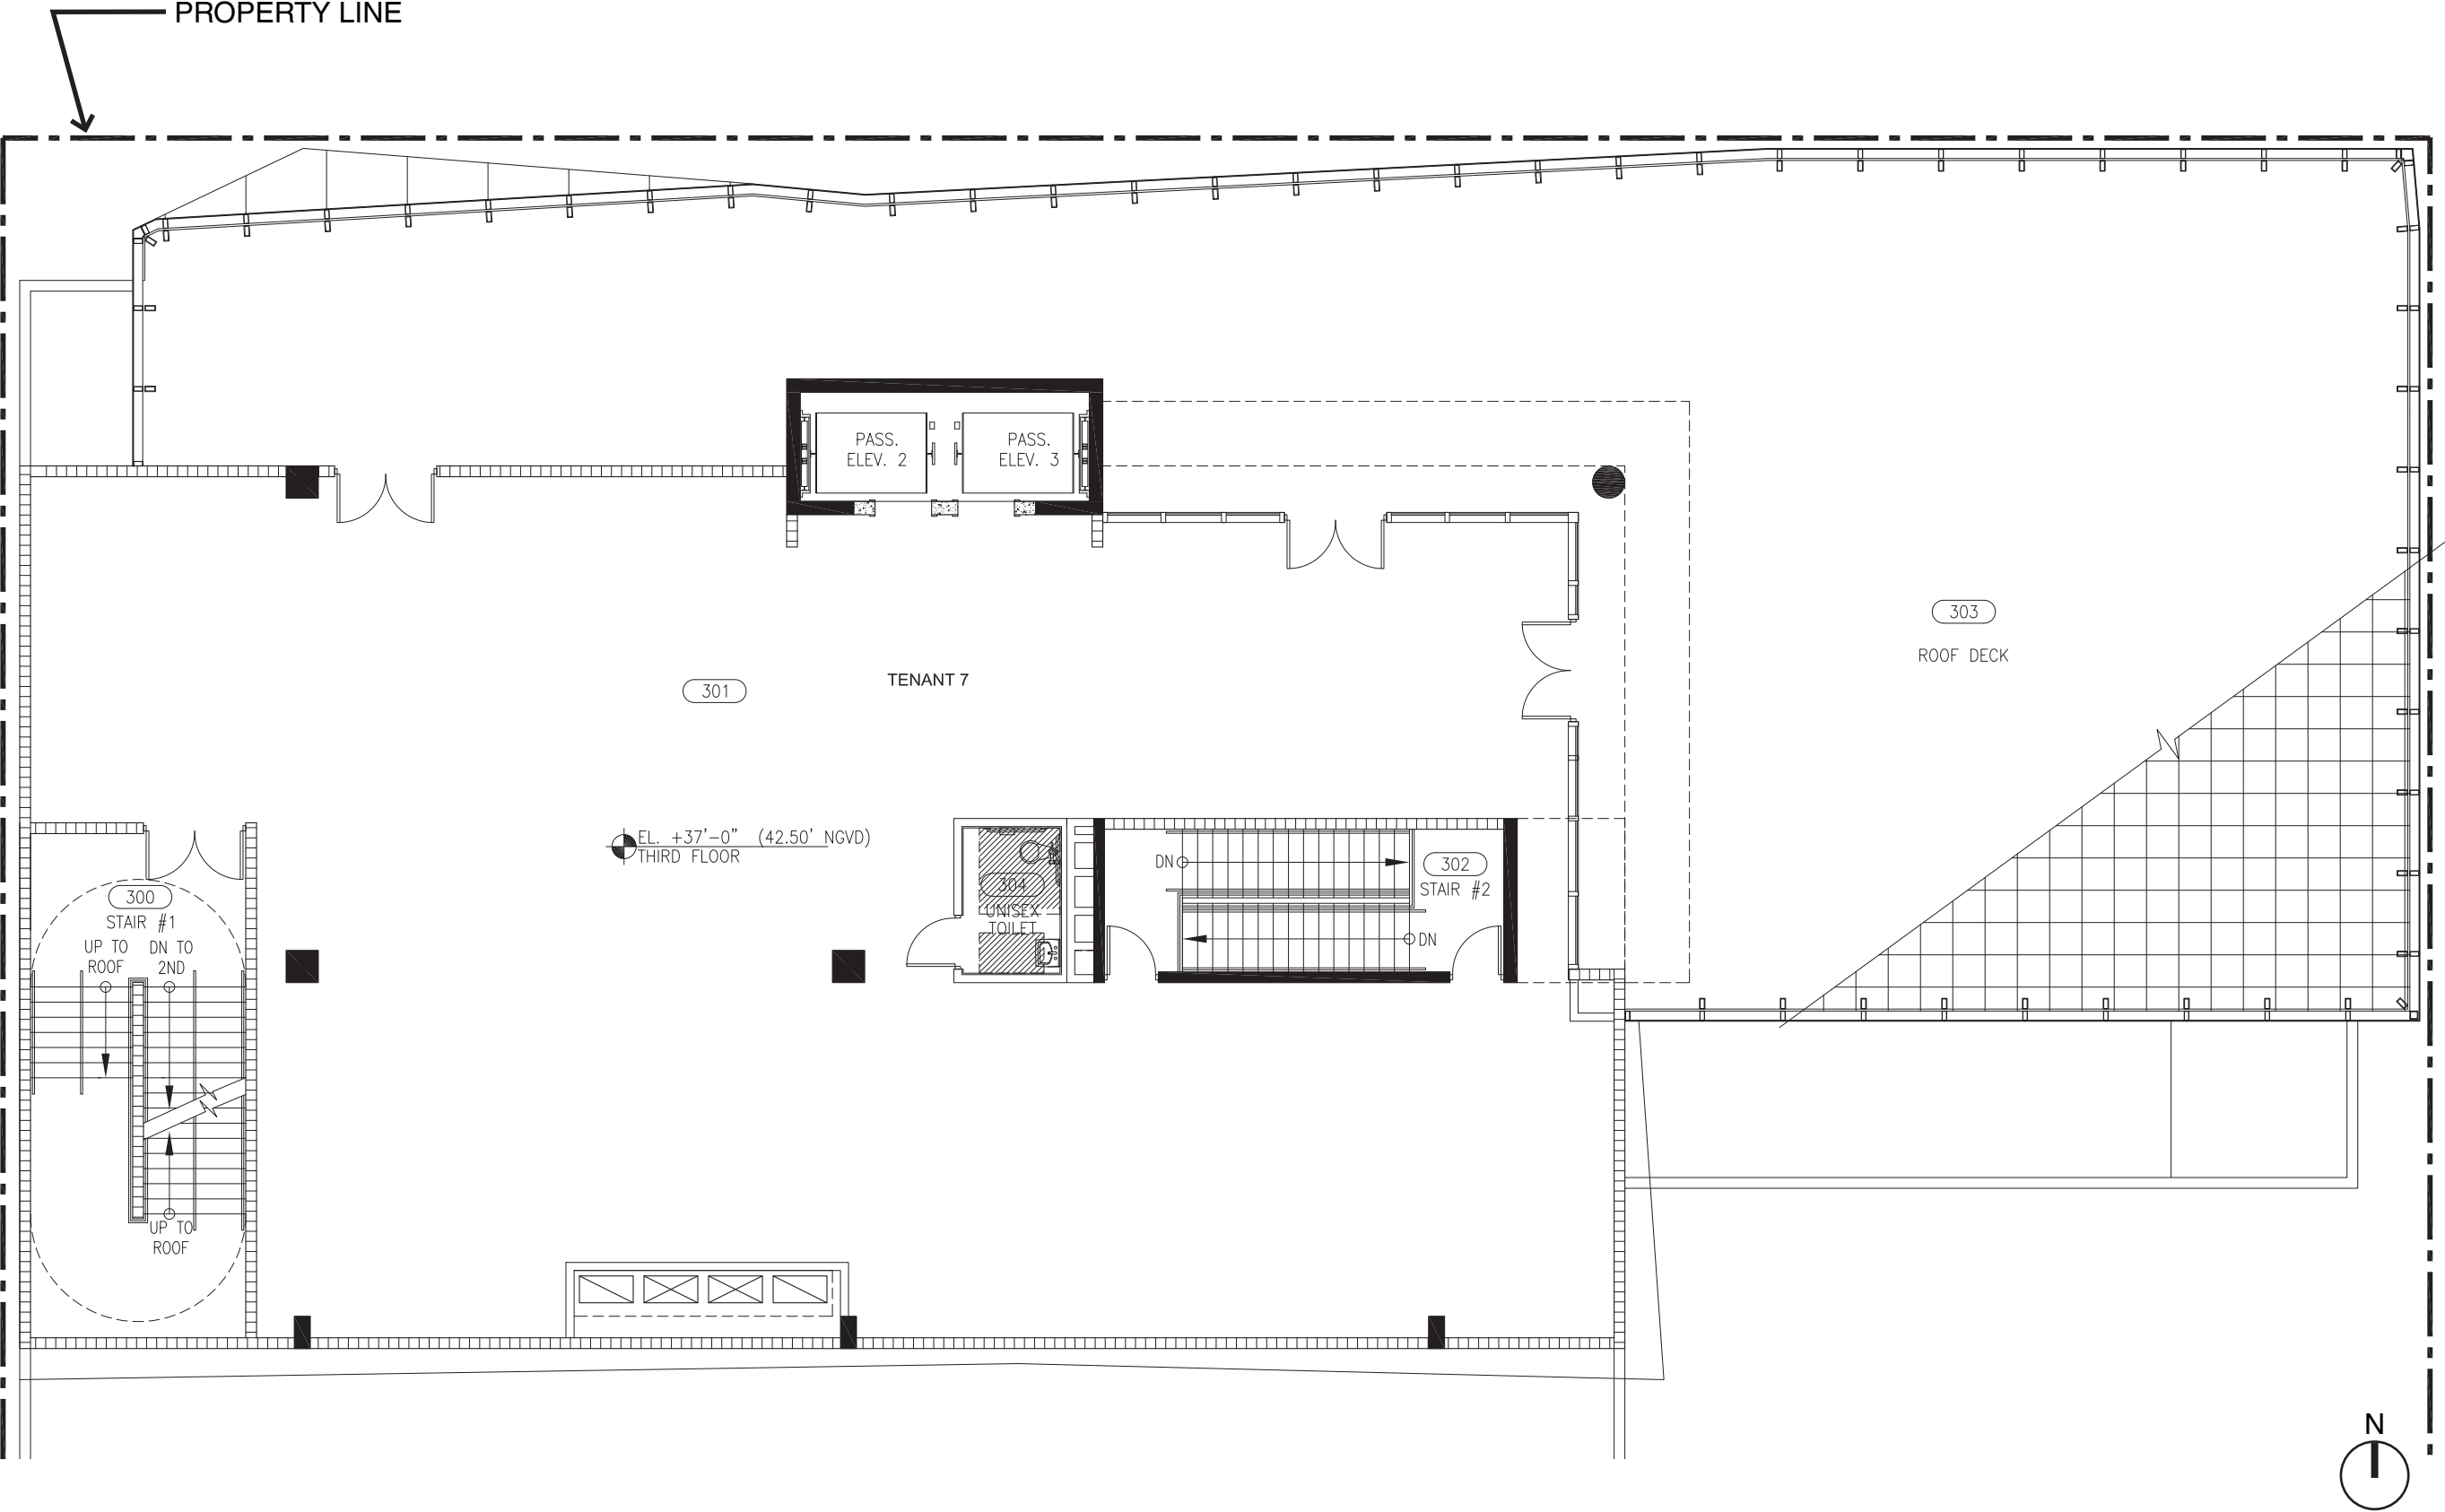 PROPERTY LINE
PASS.
ELEV. 2
PASS.
ELEV. 3
303
ROOF DECK
301
TENANT 7
EL. +37'-0" (42.50' NGVD)
THIRD FLOOR
DN
302
STAIR #2
DN
304
UNISEX
TOILET
300
STAIR #1
UP TO
ROOF
DN TO
2ND
UP TO
ROOF
N